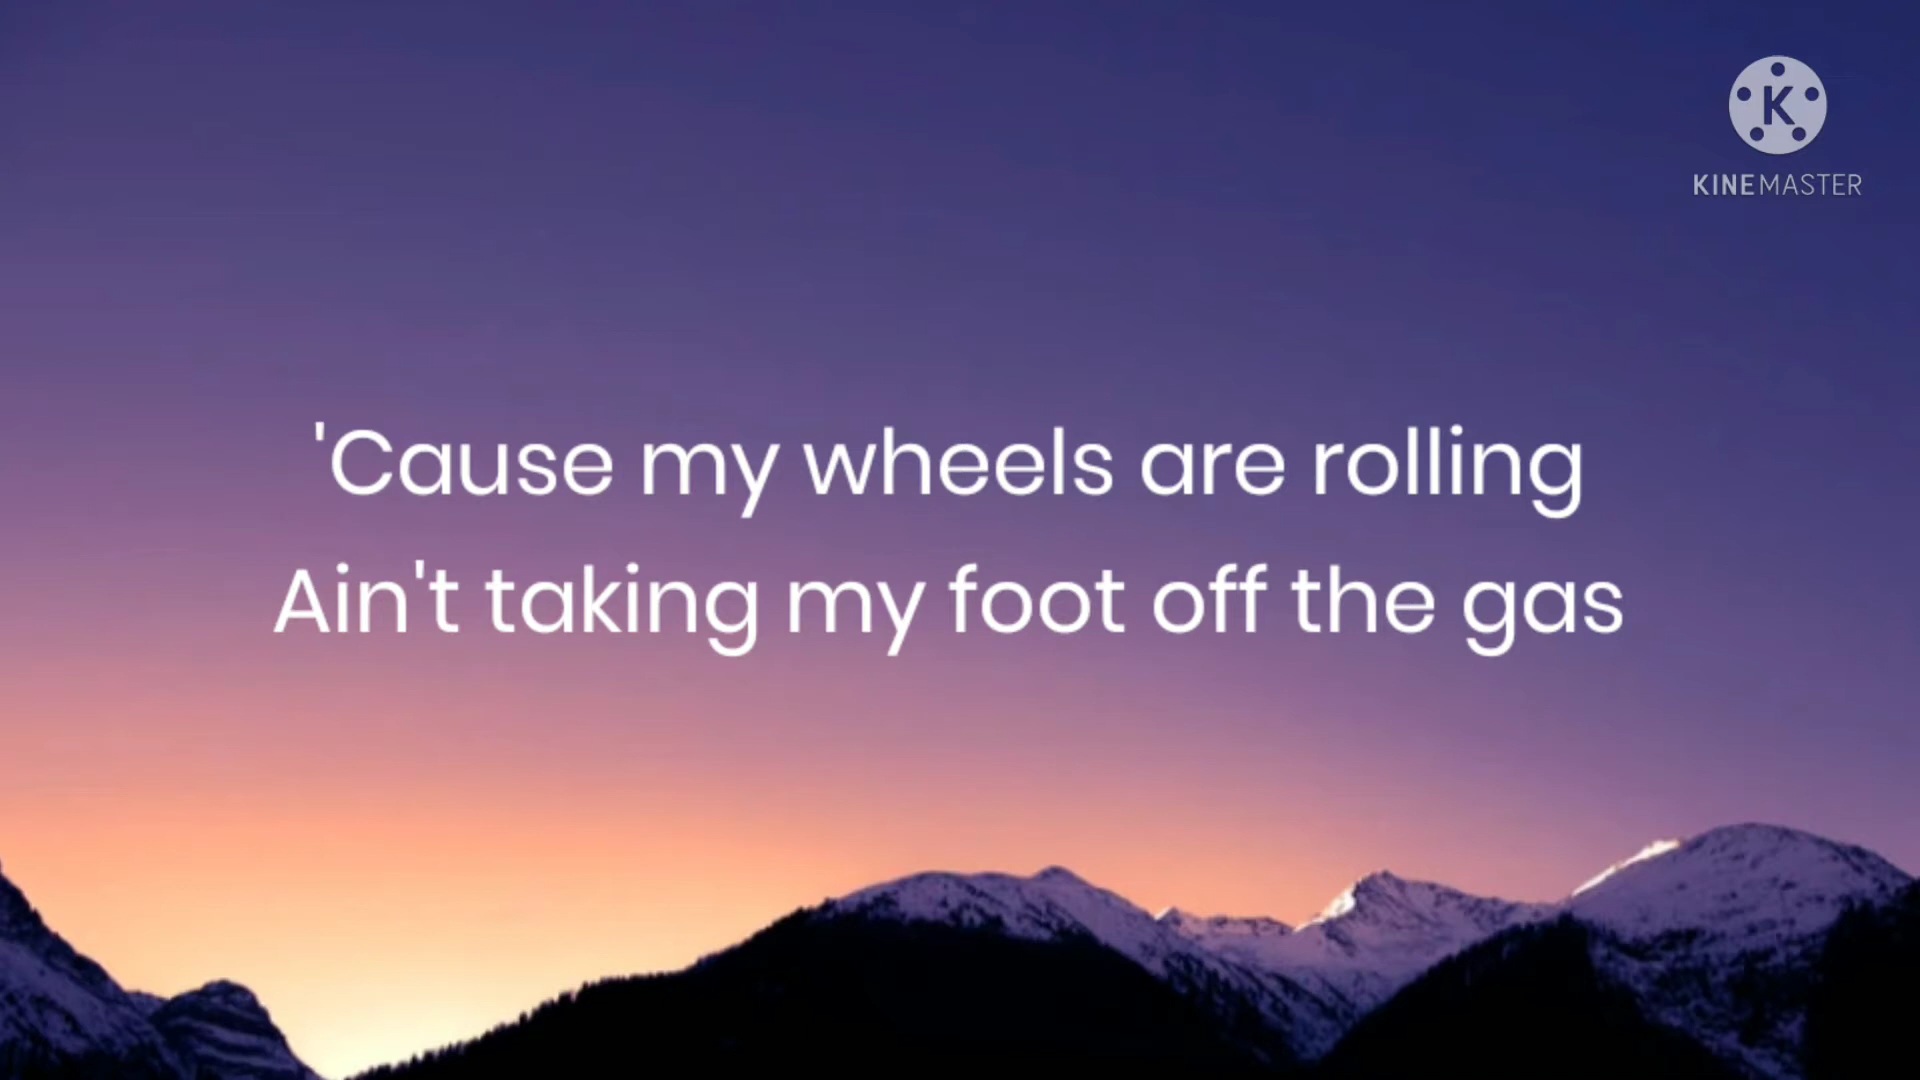 K
KINEMASTER
'Cause my wheels are rolling
Ain't taking my foot off the gas